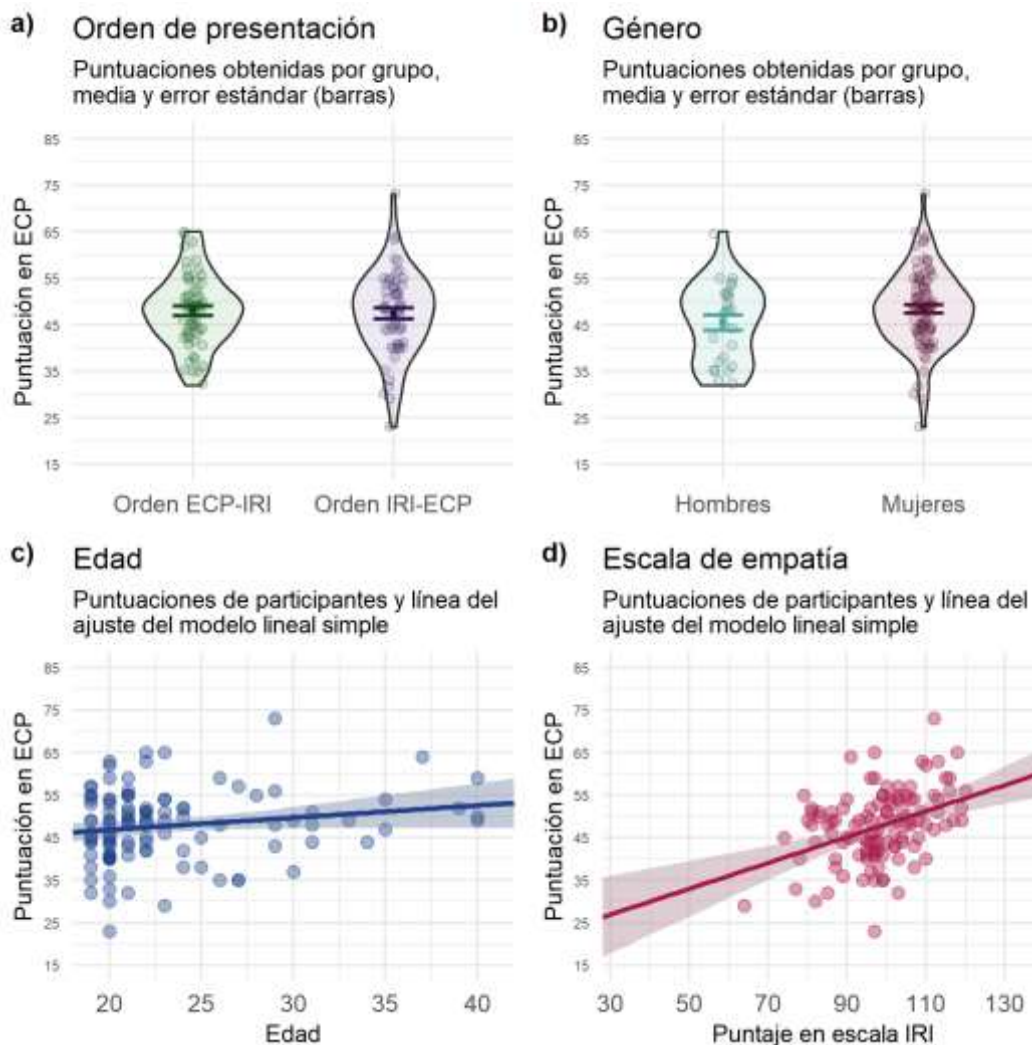 a) Orden de presentación
Puntuaciones obtenidas por grupo,
media y error estándar (barras)
Puntuación en ECP
85
75
65
55
45
35
25
15
Orden ECP-IRI
Orden IRI-ECP
b) Género
Puntuaciones obtenidas por grupo,
media y error estándar (barras)
Puntuación en ECP
85
75
65
55
45
35
25
15
Hombres
Mujeres
c) Edad
Puntuaciones de participantes y línea del
ajuste del modelo lineal simple
Puntuación en ECP
85
75
65
55
45
35
25
15
20
25
30
35
40
Edad
d) Escala de empatía
Puntuaciones de participantes y línea del
ajuste del modelo lineal simple
Puntuación en ECP
85
75
65
55
45
35
25
15
30
50
70
90
110
130
Puntaje en escala IRI